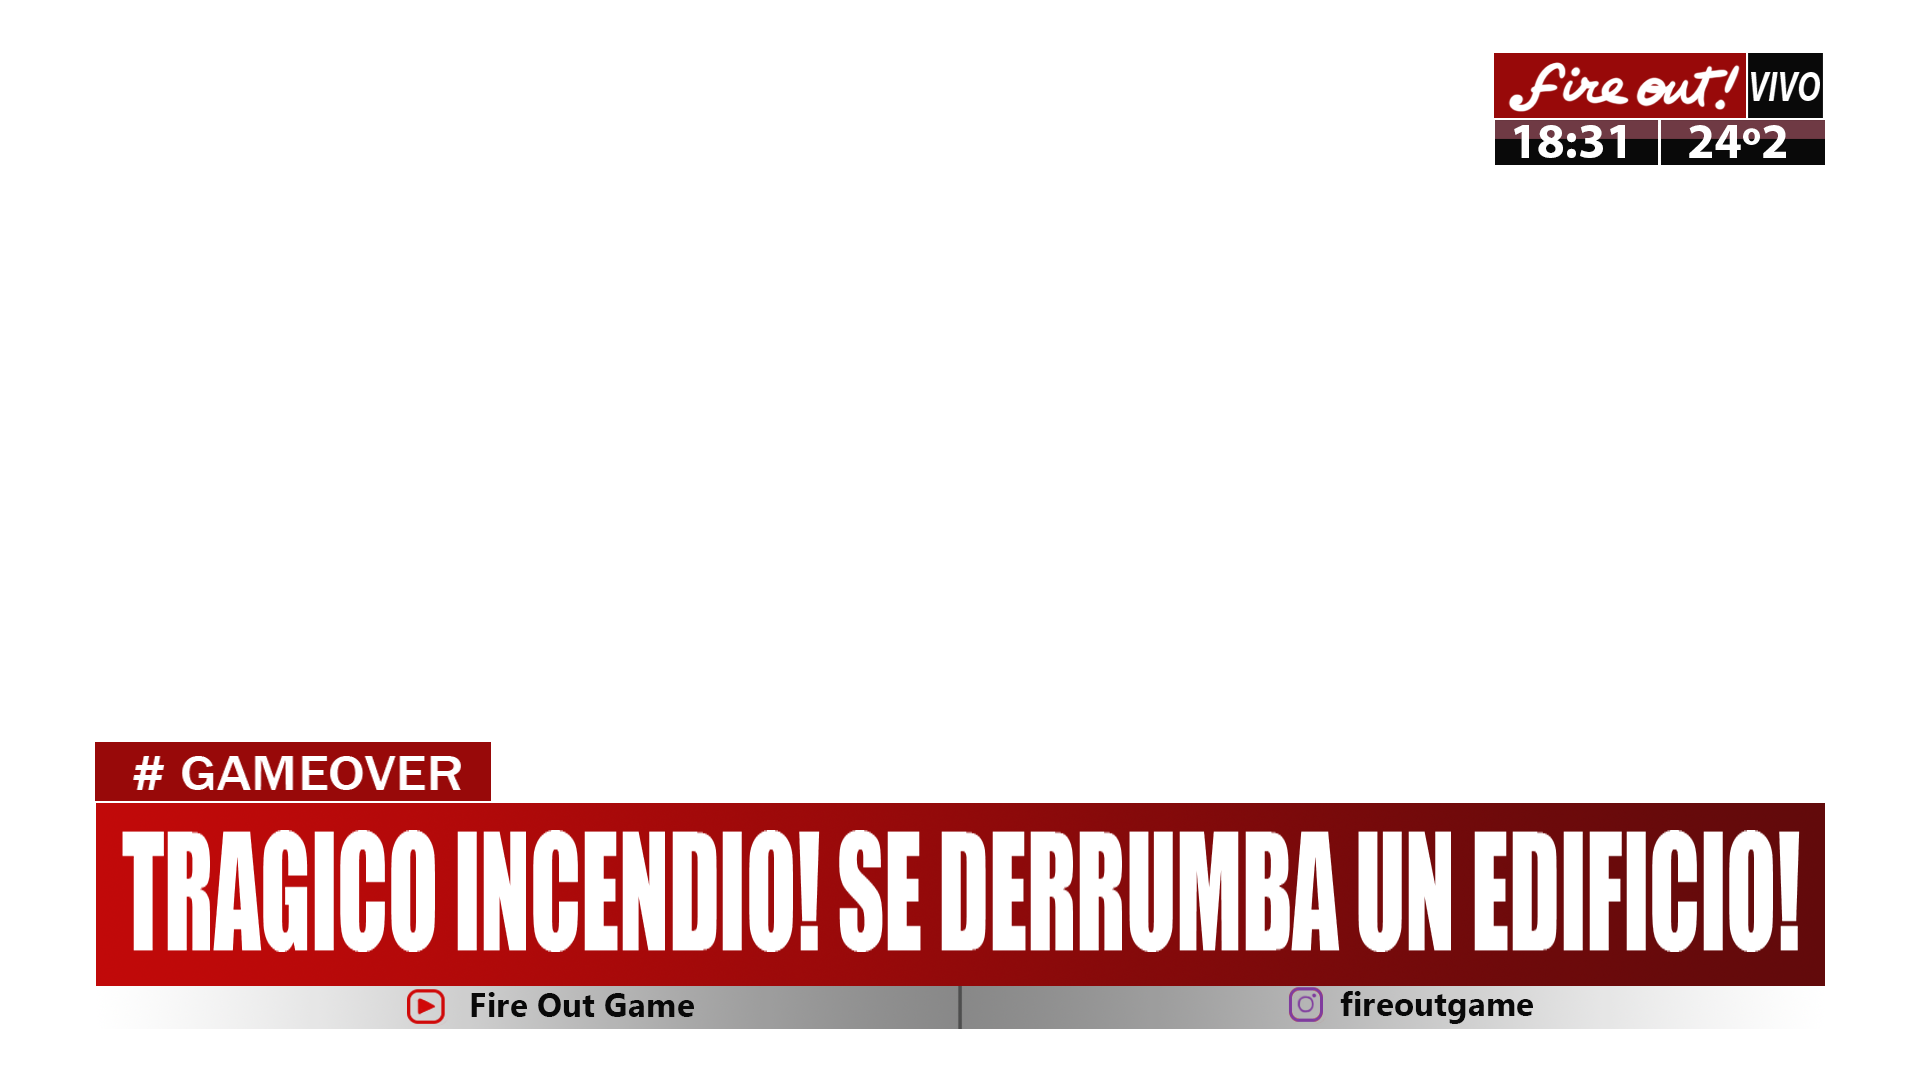 fire out! VIVO
18:31 24º2
# GAMEOVER
TRAGICO INCENDIO! SE DERRUMBA UN EDIFICIO!
Fire Out Game fireoutgame